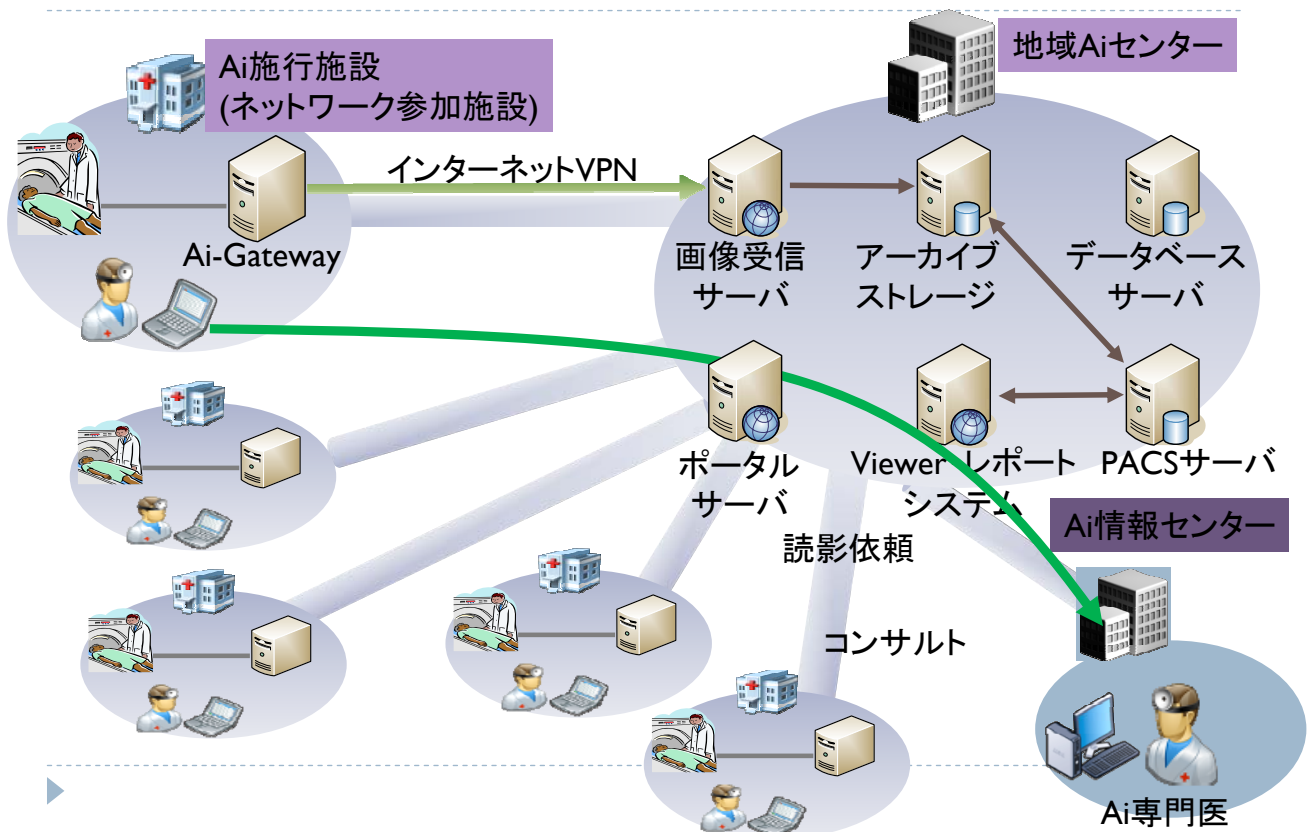 Ai施行施設
(ネットワーク参加施設)
地域Aiセンター
インターネットVPN
Ai-Gateway
画像受信
サーバ
アーカイブ
ストレージ
データベース
サーバ
ポータル
サーバ
Viewer レポート
システム
PACSサーバ
読影依頼
Ai情報センター
コンサルト
Ai専門医